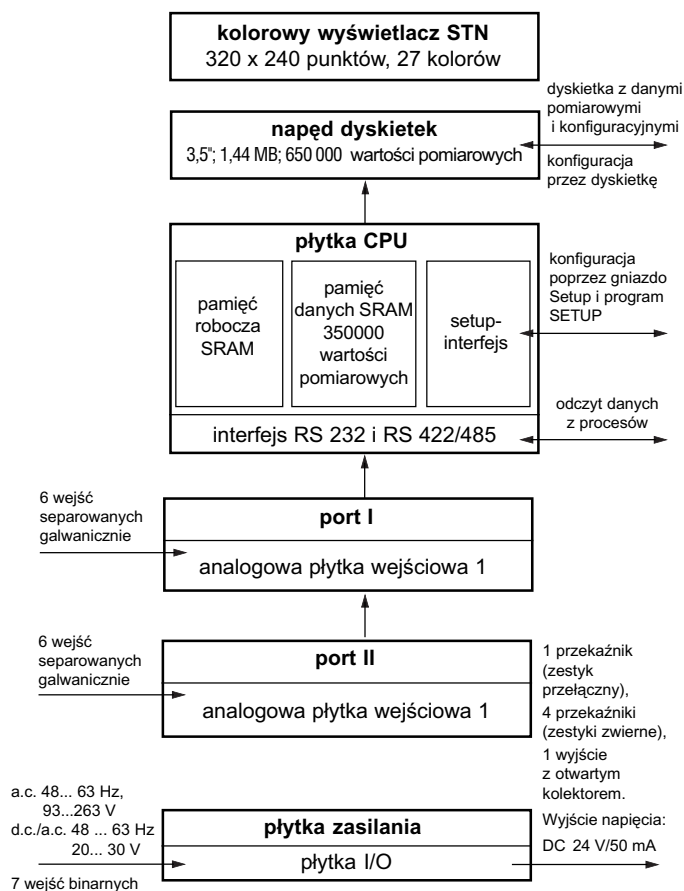 kolorowy wyświetlacz STN
320 x 240 punktów, 27 kolorów
napęd dyskietek
3,5"; 1,44 MB; 650 000 wartości pomiarowych
dyskietka z danymi
pomiarowymi
i konfiguracyjnymi
konfiguracja
przez dyskietkę
płytka CPU
pamięć
robocza
SRAM
pamięć
danych SRAM
350000
wartości
pomiarowych
setup-
interfejs
konfiguracja
poprzez gniazdo
Setup i program
SETUP
interfejs RS 232 i RS 422/485
odczyt danych
z procesów
6 wejść
separowanych
galwanicznie
port I
analogowa płytka wejściowa 1
6 wejść
separowanych
galwanicznie
port II
analogowa płytka wejściowa 1
1 przekaźnik
(zestyk
przełączny),
4 przekaźniki
(zestyki zwierne),
1 wyjście
z otwartym
kolektorem.
Wyjście napięcia:
DC 24 V/50 mA
a.c. 48... 63 Hz,
93...263 V
d.c./a.c. 48 ... 63 Hz
20... 30 V
7 wejść binarnych
płytka zasilania
płytka I/O